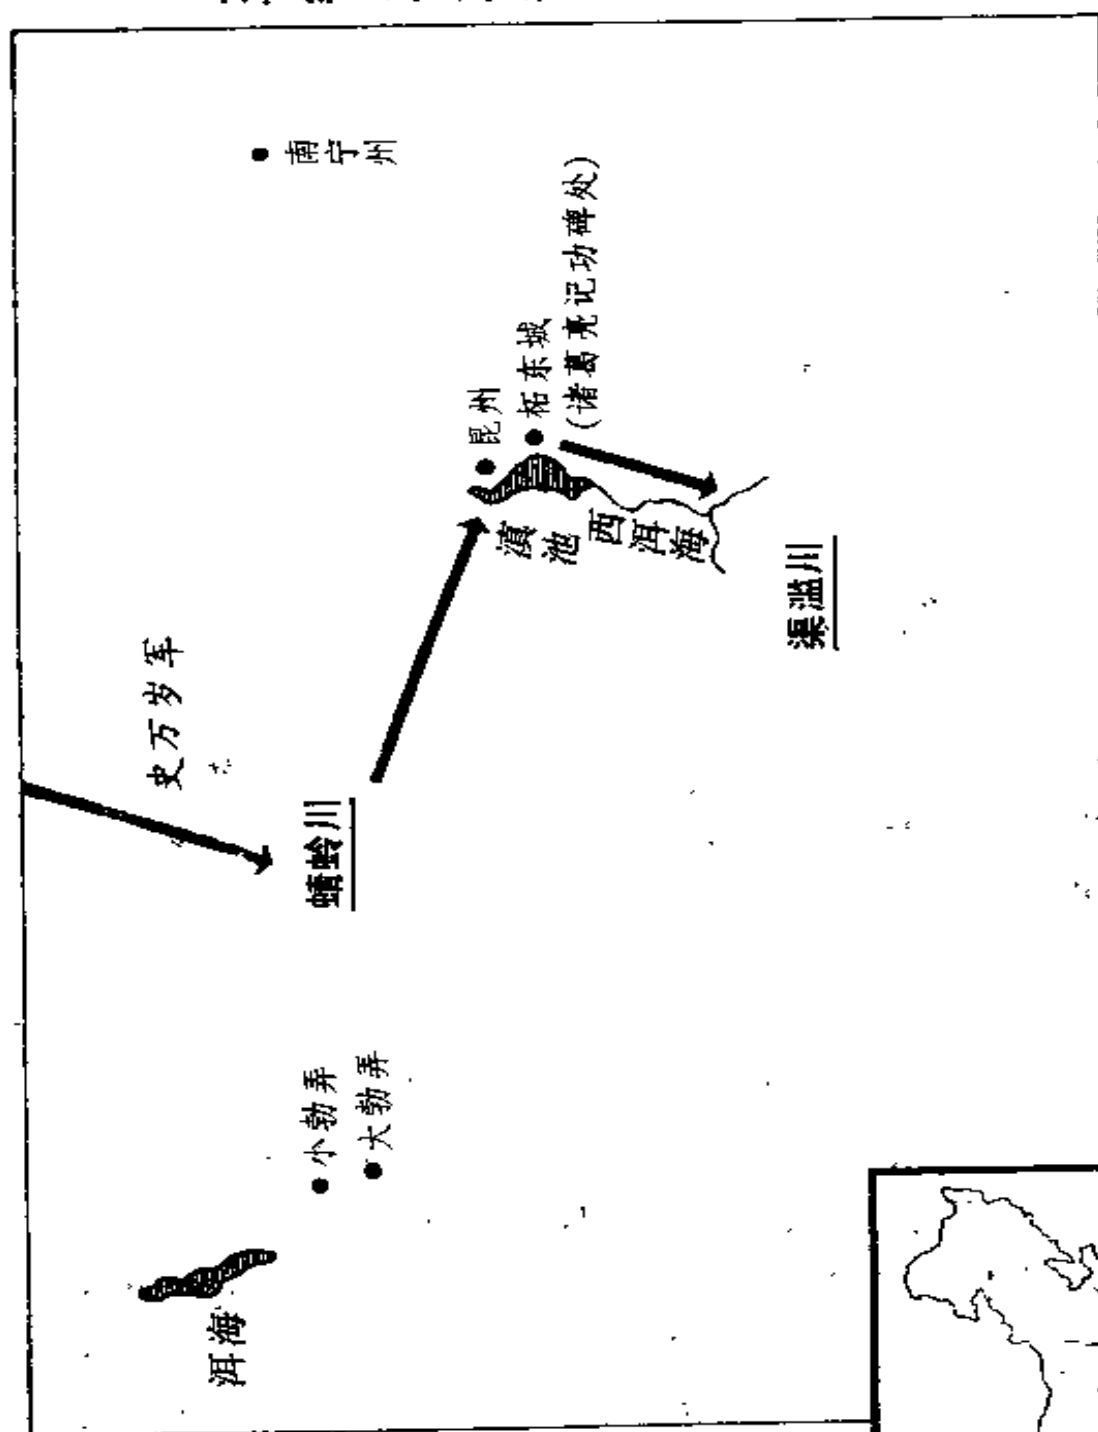 南宁州
昆州
柘东城
(诸葛亮记功碑处)
滇池
西洱海
渠滥川
史万岁军
蜻蛉川
小勃弄
大勃弄
洱海